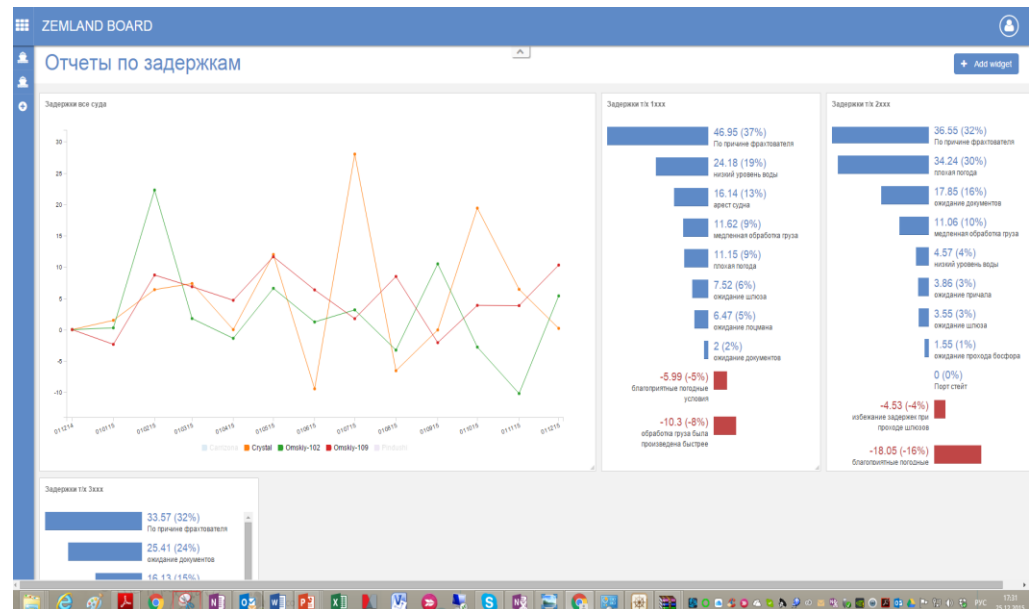 ZEMLAND BOARD
Отчеты по задержкам
+ Add widget
Задержки все суда
30
25
20
15
10
5
0
-5
-10
011214
010115
010215
010315
010415
010515
010615
010715
010815
010915
011015
011115
011215
Crystal
Omskiy-102
Omskiy-109
Задержки т/х 1xxx
46.95 (37%)
По причине фрахтователя
24.18 (19%)
низкий уровень воды
16.14 (13%)
арест судна
11.62 (9%)
медленная обработка груза
11.15 (9%)
плохая погода
7.52 (6%)
ожидание шлюза
6.47 (5%)
ожидание лоцмана
2 (2%)
ожидание документов
-5.99 (-5%)
благоприятные погодные
условия
-10.3 (-8%)
обработка груза была
произведена быстрее
Задержки т/х 2xxx
36.55 (32%)
По причине фрахтователя
34.24 (30%)
плохая погода
17.85 (16%)
ожидание документов
11.06 (10%)
медленная обработка груза
4.57 (4%)
низкий уровень воды
3.86 (3%)
ожидание причала
3.55 (3%)
ожидание шлюза
1.55 (1%)
ожидание прохода босфора
0 (0%)
Порт стейт
-4.53 (-4%)
избежание задержек при
проходе шлюзов
-18.05 (-16%)
благоприятные погодные
Задержки т/х 3xxx
33.57 (32%)
По причине фрахтователя
25.41 (24%)
ожидание документов
16.13 (15%)
РУС
17:31